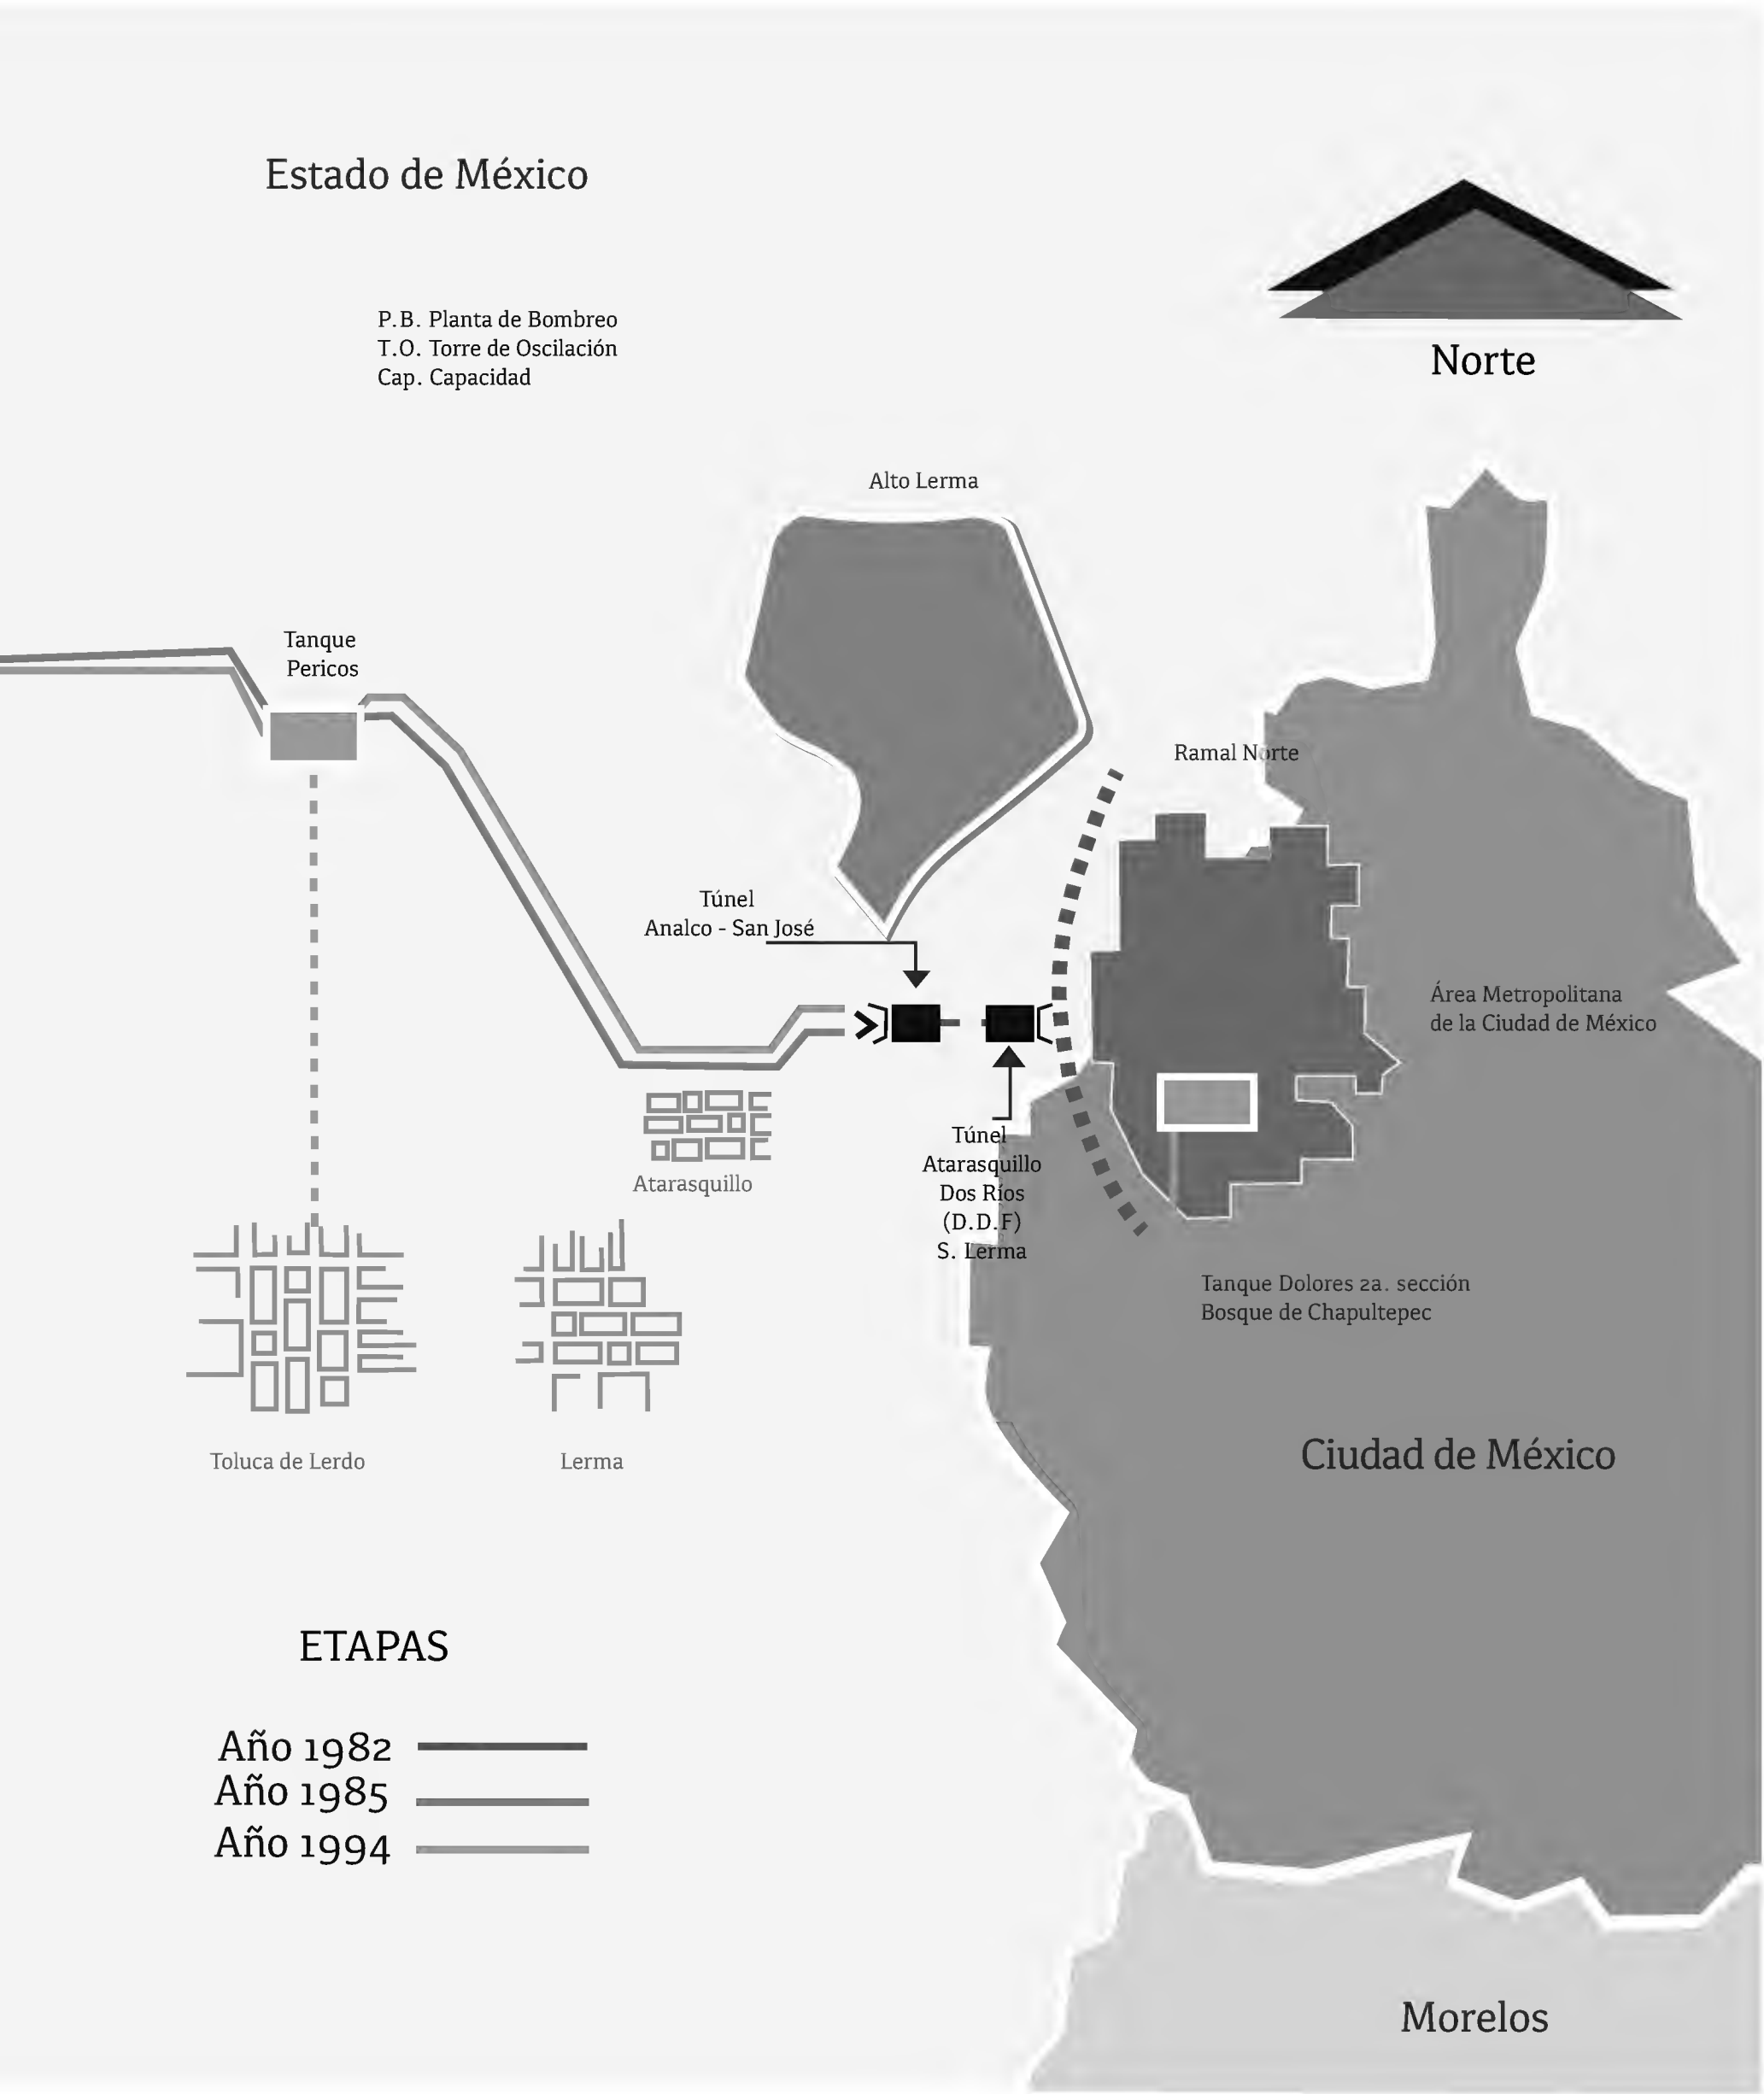 Estado de México
P.B. Planta de Bombreo
T.O. Torre de Oscilación
Cap. Capacidad
Norte
Alto Lerma
Tanque
Pericos
Ramal Norte
Túnel
Analco - San José
Área Metropolitana
de la Ciudad de México
Túnel
Atarasquillo
Dos Ríos
(D.D.F)
S. Lerma
Atarasquillo
Tanque Dolores 2a. sección
Bosque de Chapultepec
Toluca de Lerdo
Lerma
Ciudad de México
ETAPAS
Año 1982
Año 1985
Año 1994
Morelos